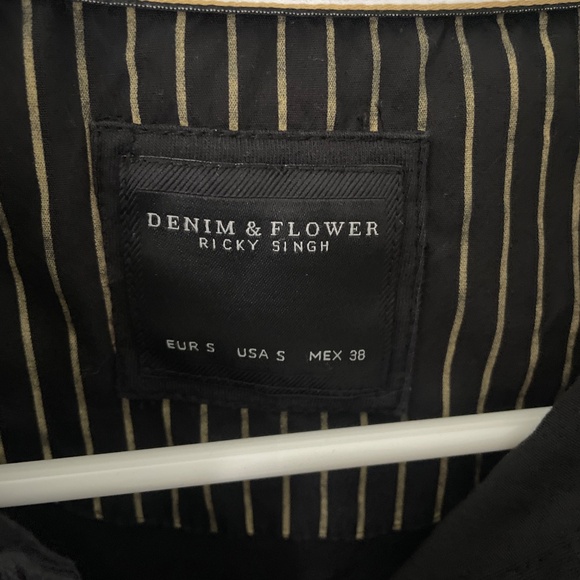 DENIM & FLOWER
RICKY SINGH
EUR S USA S MEX 38